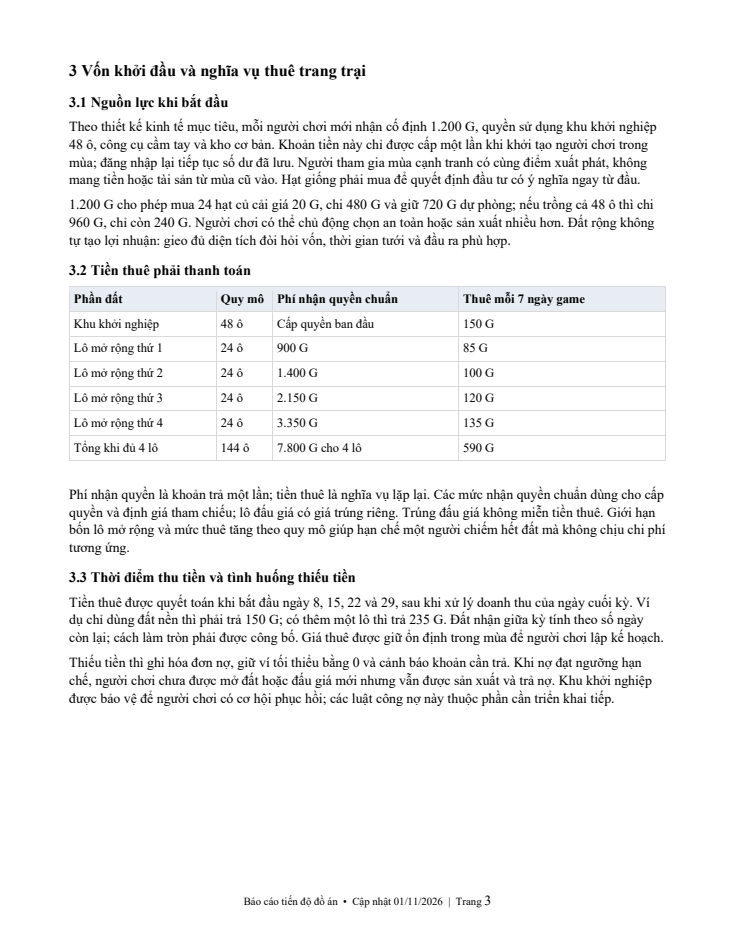 3 Vốn khởi đầu và nghĩa vụ thuê trang trại
3.1 Nguồn lực khi bắt đầu
Theo thiết kế kinh tế mục tiêu, mỗi người chơi mới nhận cố định 1.200 G, quyền sử dụng khu khởi nghiệp
48 ô, công cụ cầm tay và kho cơ bản. Khoản tiền này chỉ được cấp một lần khi khởi tạo người chơi trong
mùa; đăng nhập lại tiếp tục số dư đã lưu. Người tham gia mùa cạnh tranh có cùng điểm xuất phát, không
mang tiền hoặc tài sản từ mùa cũ vào. Hạt giống phải mua để quyết định đầu tư có ý nghĩa ngay từ đầu.
1.200 G cho phép mua 24 hạt củ cải giá 20 G, chi 480 G và giữ 720 G dự phòng; nếu trồng cả 48 ô thì chi
960 G, chỉ còn 240 G. Người chơi có thể chủ động chọn an toàn hoặc sản xuất nhiều hơn. Đất rộng không
tự tạo lợi nhuận: gieo đủ diện tích đòi hỏi vốn, thời gian tưới và đầu ra phù hợp.
3.2 Tiền thuê phải thanh toán
Phần đất Quy mô Phí nhận quyền chuẩn Thuê mỗi 7 ngày game
Khu khởi nghiệp 48 ô Cấp quyền ban đầu 150 G
Lô mở rộng thứ 1 24 ô 900 G 85 G
Lô mở rộng thứ 2 24 ô 1.400 G 100 G
Lô mở rộng thứ 3 24 ô 2.150 G 120 G
Lô mở rộng thứ 4 24 ô 3.350 G 135 G
Tổng khi đủ 4 lô 144 ô 7.800 G cho 4 lô 590 G
Phí nhận quyền là khoản trả một lần; tiền thuê là nghĩa vụ lặp lại. Các mức nhận quyền chuẩn dùng cho cấp
quyền và định giá tham chiếu; lô đấu giá có giá trúng riêng. Trúng đấu giá không miễn tiền thuê. Giới hạn
bốn lô mở rộng và mức thuê tăng theo quy mô giúp hạn chế một người chiếm hết đất mà không chịu chi phí
tương ứng.
3.3 Thời điểm thu tiền và tình huống thiếu tiền
Tiền thuê được quyết toán khi bắt đầu ngày 8, 15, 22 và 29, sau khi xử lý doanh thu của ngày cuối kỳ. Ví
dụ chỉ dùng đất nền thì phải trả 150 G; có thêm một lô thì trả 235 G. Đất nhận giữa kỳ tính theo số ngày
còn lại; cách làm tròn phải được công bố. Giá thuê được giữ ổn định trong mùa để người chơi lập kế hoạch.
Thiếu tiền thì ghi hóa đơn nợ, giữ ví tối thiểu bằng 0 và cảnh báo khoản cần trả. Khi nợ đạt ngưỡng hạn
chế, người chơi chưa được mở đất hoặc đấu giá mới nhưng vẫn được sản xuất và trả nợ. Khu khởi nghiệp
được bảo vệ để người chơi có cơ hội phục hồi; các luật công nợ này thuộc phần cần triển khai tiếp.
Báo cáo tiến độ đồ án • Cập nhật 01/11/2026 | Trang 3